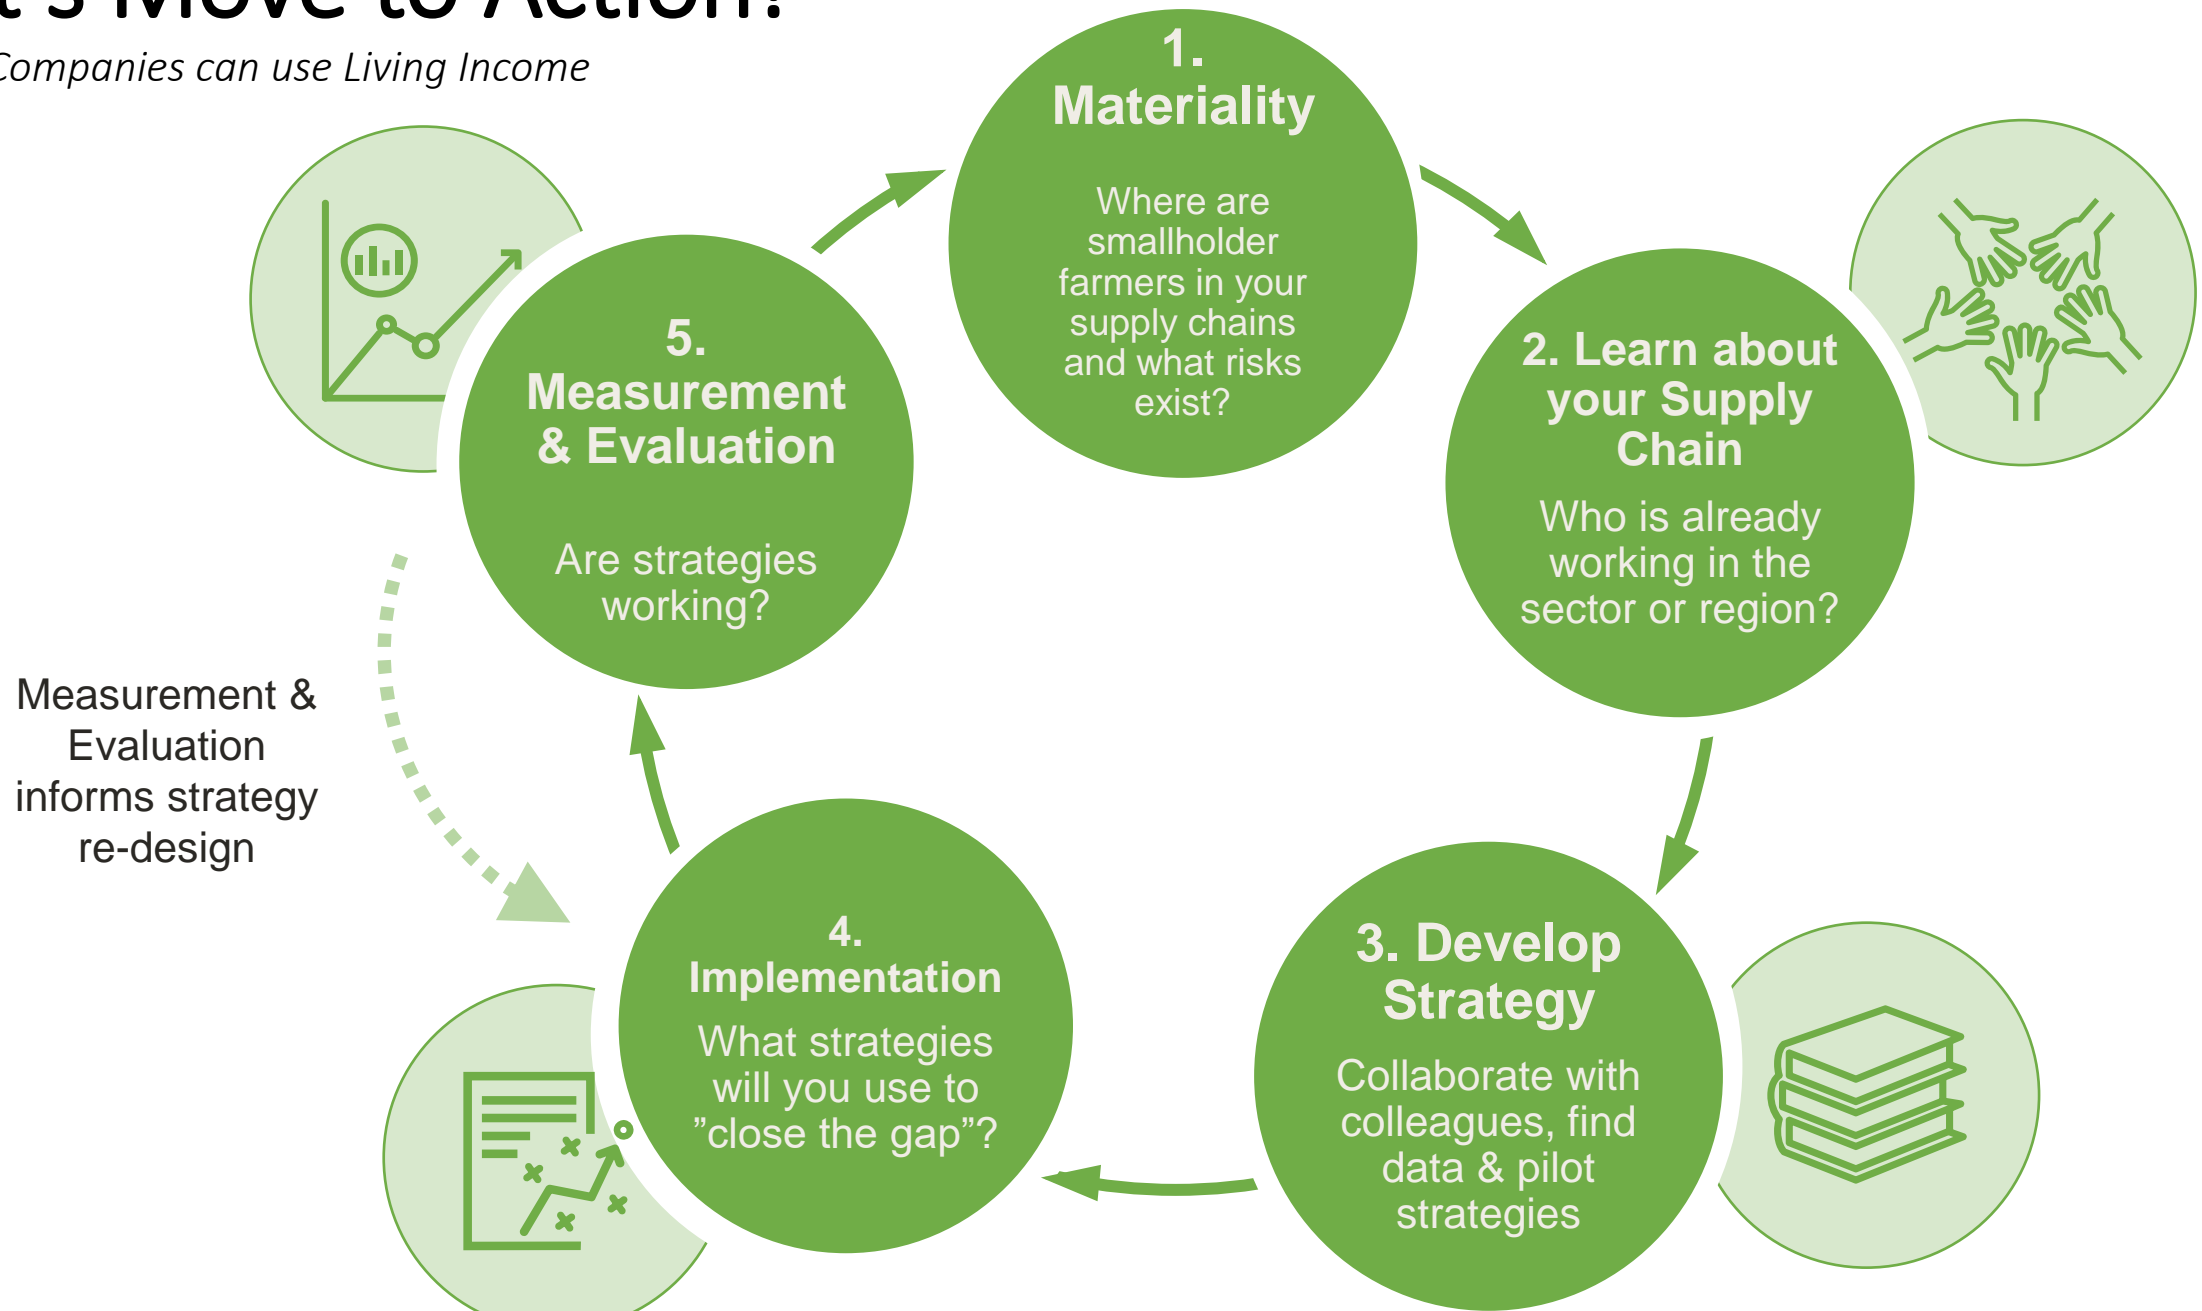 t's Move to Action!
Companies can use Living Income
1.
Materiality
Where are
smallholder
farmers in your
supply chains
and what risks
exist?
2. Learn about
your Supply
Chain
Who is already
working in the
sector or region?
3. Develop
Strategy
Collaborate with
colleagues, find
data & pilot
strategies
4.
Implementation
What strategies
will you use to
”close the gap”?
5.
Measurement
& Evaluation
Are strategies
working?
Measurement &
Evaluation
informs strategy
re-design